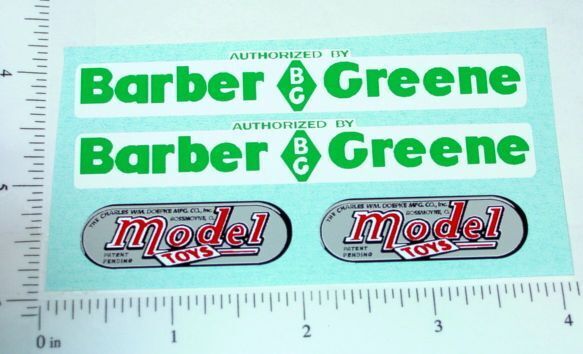 AUTHORIZED BY
Barber BG Greene
AUTHORIZED BY
Barber BG Greene
THE CHARLES WM. DOEPKE MFG. CO., Inc.
ROSSMOYNE, O.
Model
TOYS
PATENT
PENDING
THE CHARLES WM. DOEPKE MFG. CO., Inc.
ROSSMOYNE, O.
Model
TOYS
PATENT
PENDING
4
5
0 in 1 2 3 4